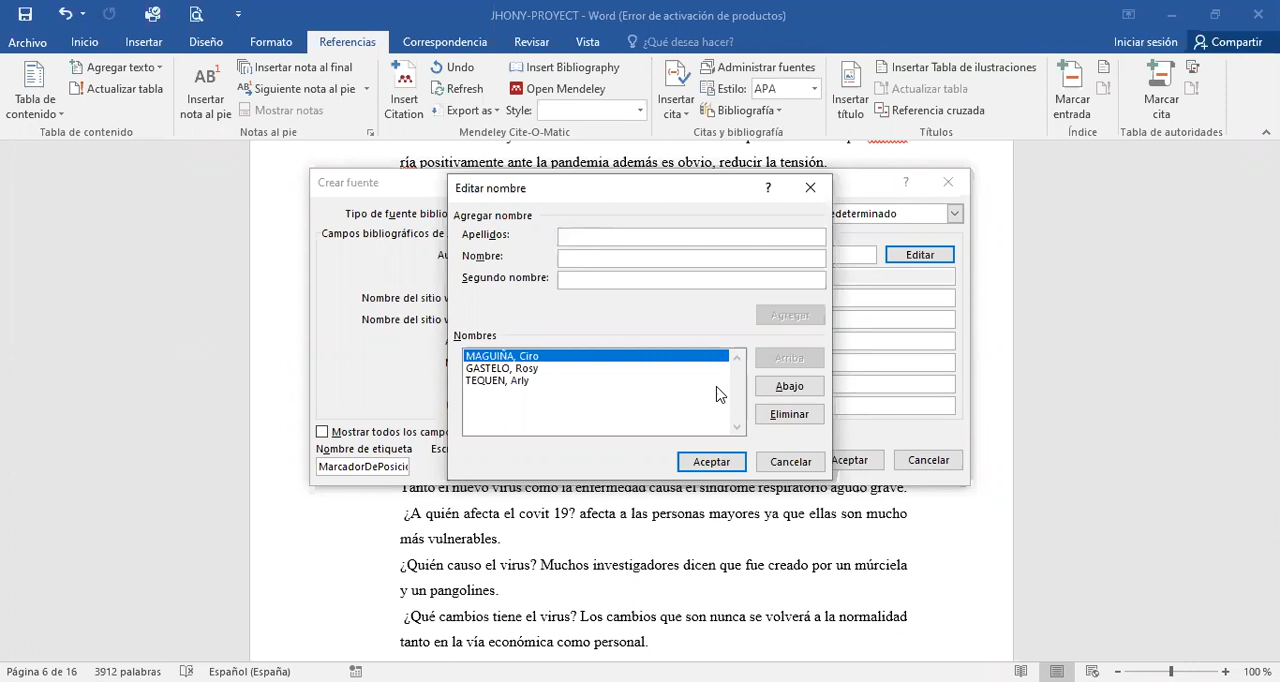 JHONY-PROYECT - Word (Error de activación de productos)
Archivo Inicio Insertar Diseño Formato Referencias Correspondencia Revisar Vista ¿Qué desea hacer? Iniciar sesión Compartir
Tabla de contenido
Agregar texto
Actualizar tabla
Tabla de contenido
AB1
Insertar nota al pie
Insertar nota al final
Siguiente nota al pie
Mostrar notas
Notas al pie
Insert Citation
Undo
Refresh
Export as
Insert Bibliography
Open Mendeley
Style:
Mendeley Cite-O-Matic
Insertar cita
Administrar fuentes
Estilo: APA
Bibliografía
Citas y bibliografía
Insertar título
Insertar Tabla de ilustraciones
Actualizar tabla
Referencia cruzada
Títulos
Marcar entrada
Índice
Marcar cita
Tabla de autoridades
ría positivamente ante la pandemia además es obvio, reducir la tensión.
Crear fuente
?
Tipo de fuente biblio
edeterminado
Campos bibliográficos de
Au
Editar
Nombre del sitio w
Nombre del sitio v
A
Mostrar todos los campo
Nombre de etiqueta
Esc
MarcadorDePosició
Aceptar
Cancelar
Editar nombre
?
Agregar nombre
Apellidos:
Nombre:
Segundo nombre:
Agregar
Nombres
MAGUIÑA, Ciro
GASTELO, Rosy
TEQUEN, Arly
Arriba
Abajo
Eliminar
Aceptar
Cancelar
Tanto el nuevo virus como la enfermedad causa el síndrome respiratorio agudo grave.
¿A quién afecta el covit 19? afecta a las personas mayores ya que ellas son mucho
más vulnerables.
¿Quién causo el virus? Muchos investigadores dicen que fue creado por un múrciela
y un pangolines.
¿Qué cambios tiene el virus? Los cambios que son nunca se volverá a la normalidad
tanto en la vía económica como personal.
Página 6 de 16 3912 palabras Español (España) 100 %